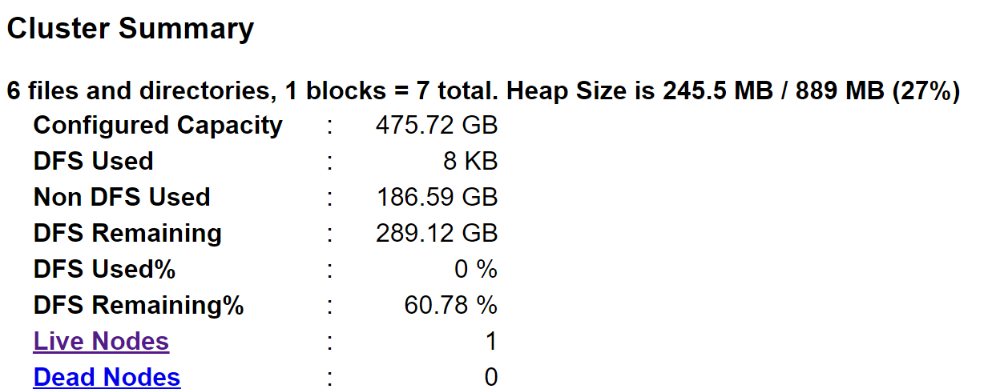 Cluster Summary
6 files and directories, 1 blocks = 7 total. Heap Size is 245.5 MB / 889 MB (27%)
Configured Capacity : 475.72 GB
DFS Used : 8 KB
Non DFS Used : 186.59 GB
DFS Remaining : 289.12 GB
DFS Used% : 0 %
DFS Remaining% : 60.78 %
Live Nodes : 1
Dead Nodes : 0